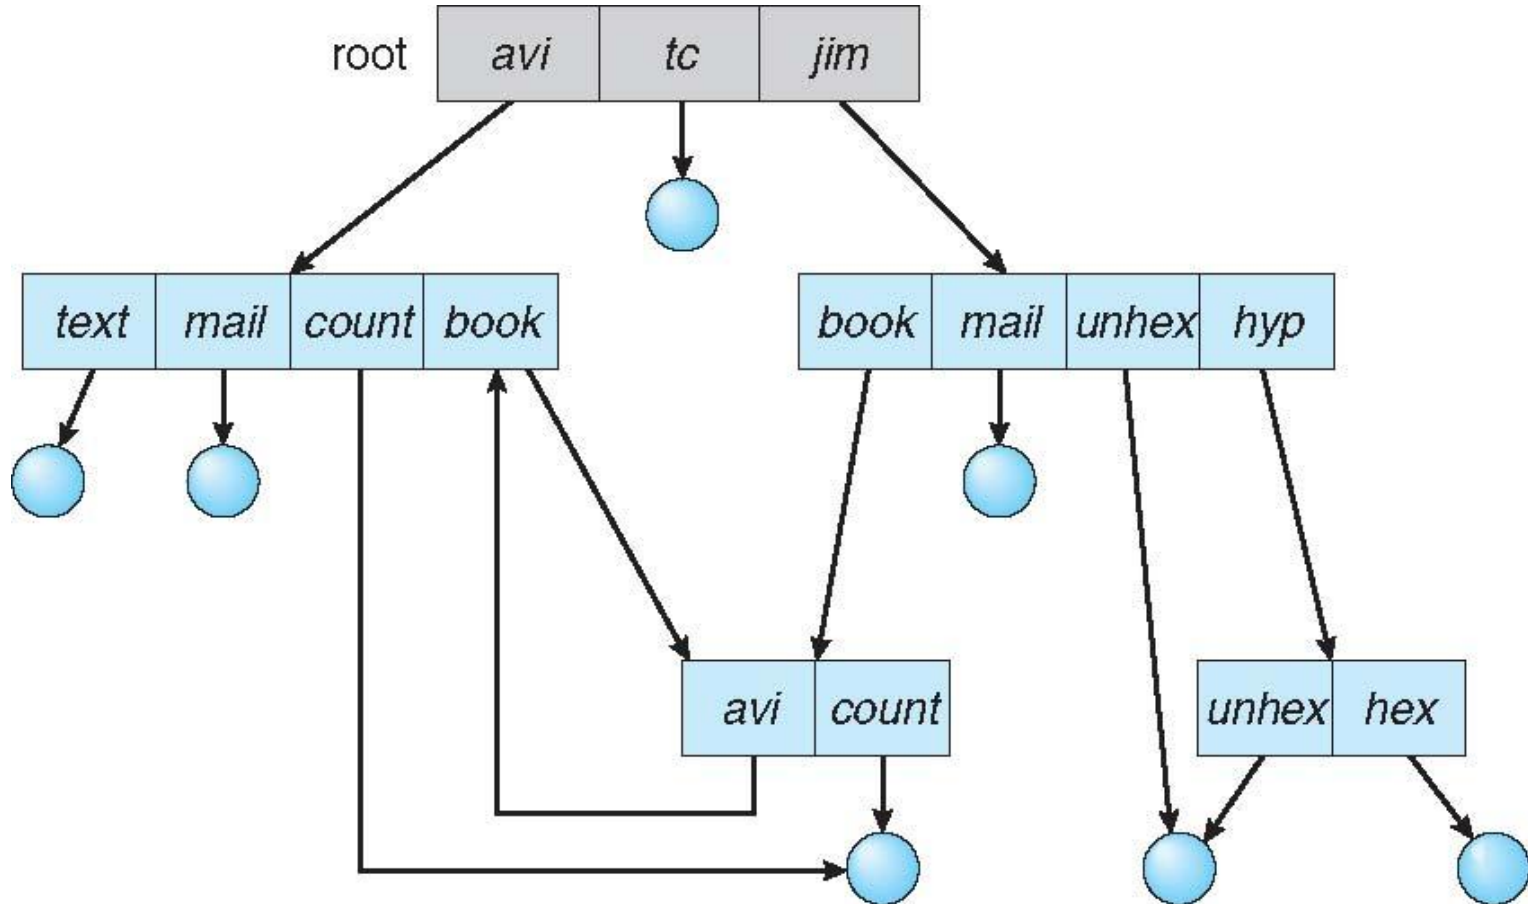 root avi tc jim
text mail count book book mail unhex hyp
avi count unhex hex